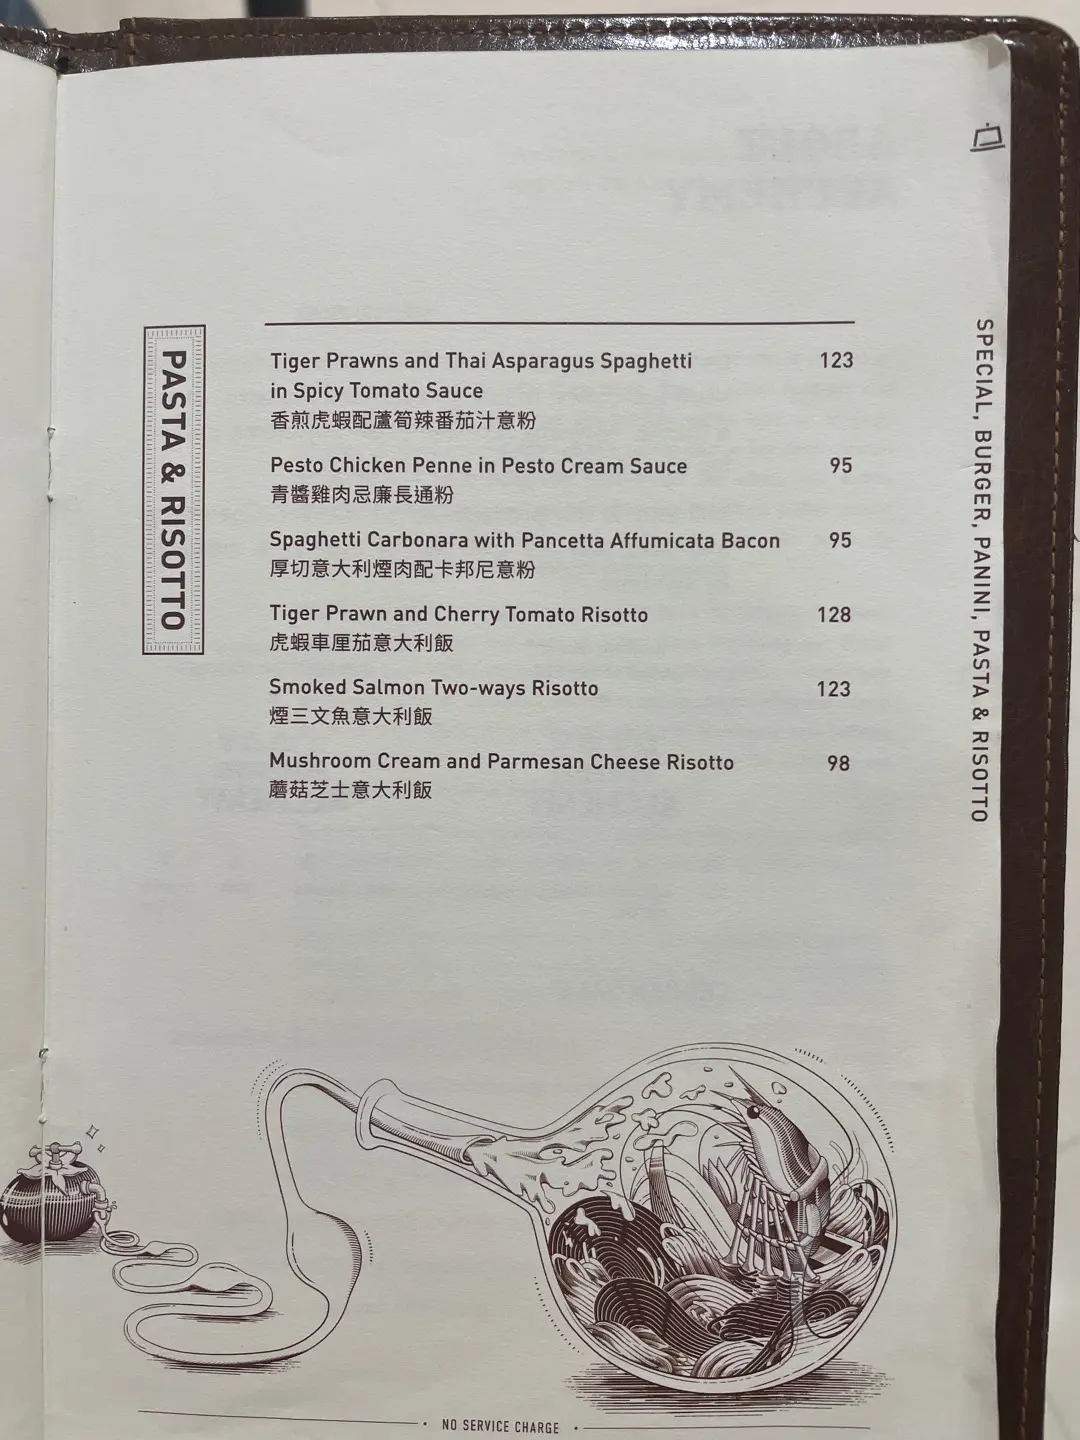 PASTA & RISOTTO
Tiger Prawns and Thai Asparagus Spaghetti 123
in Spicy Tomato Sauce
香煎虎蝦配蘆筍辣番茄汁意粉
Pesto Chicken Penne in Pesto Cream Sauce 95
青醬雞肉忌廉長通粉
Spaghetti Carbonara with Pancetta Affumicata Bacon 95
厚切意大利煙肉配卡邦尼意粉
Tiger Prawn and Cherry Tomato Risotto 128
虎蝦車厘茄意大利飯
Smoked Salmon Two-ways Risotto 123
煙三文魚意大利飯
Mushroom Cream and Parmesan Cheese Risotto 98
蘑菇芝士意大利飯
SPECIAL, BURGER, PANINI, PASTA & RISOTTO
• NO SERVICE CHARGE •